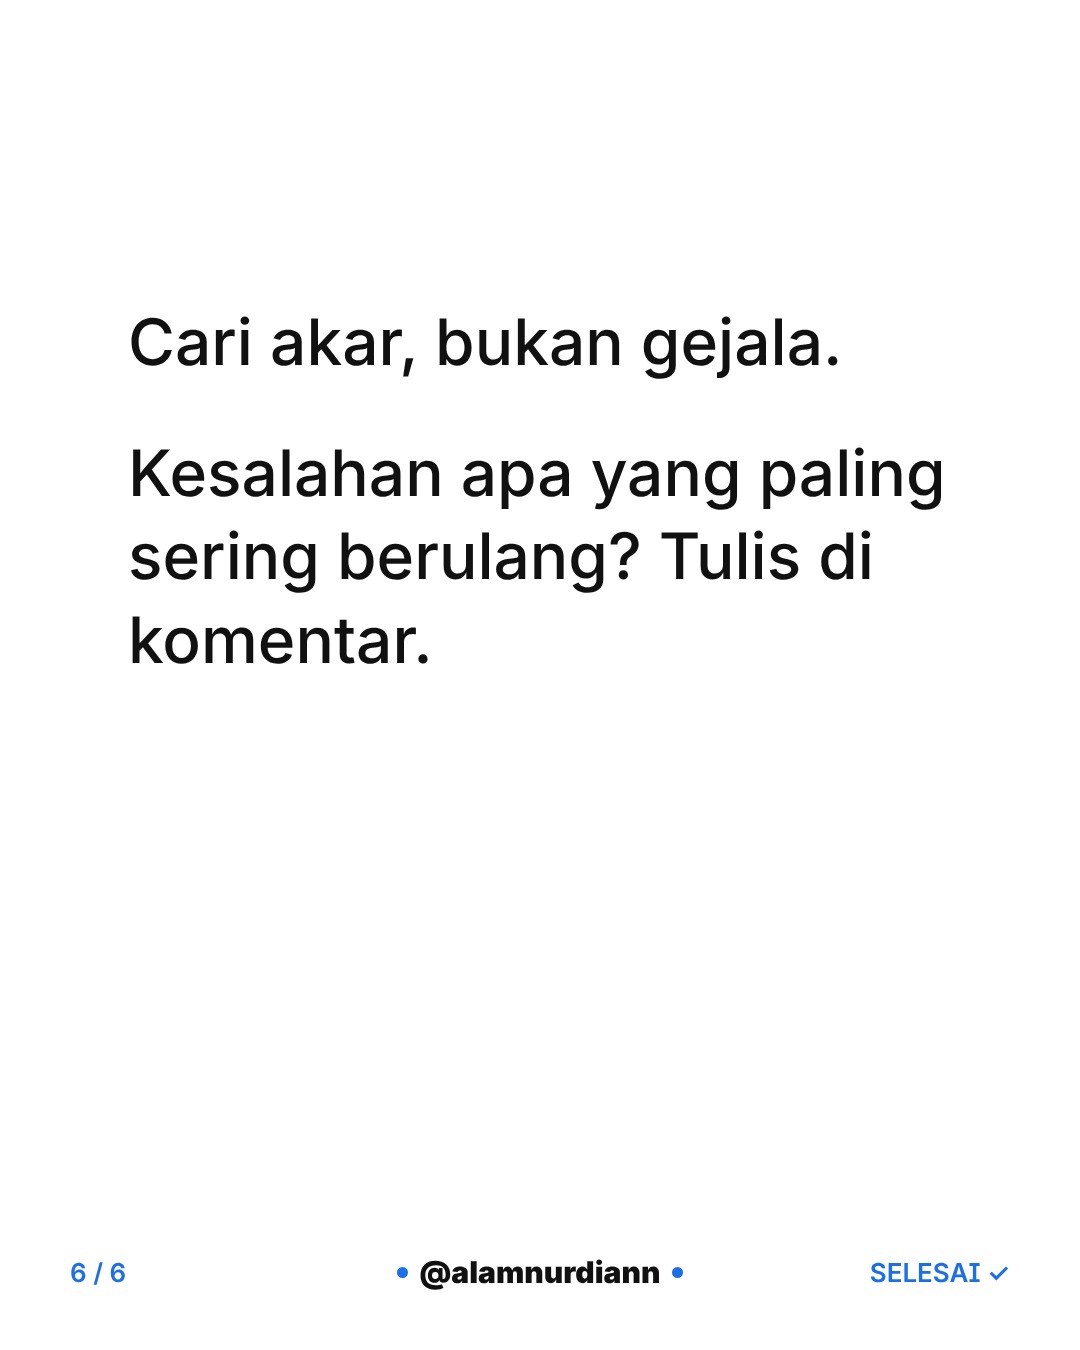 Cari akar, bukan gejala.
Kesalahan apa yang paling
sering berulang? Tulis di
komentar.
6 / 6
• @alamnurdiann •
SELESAI ✓